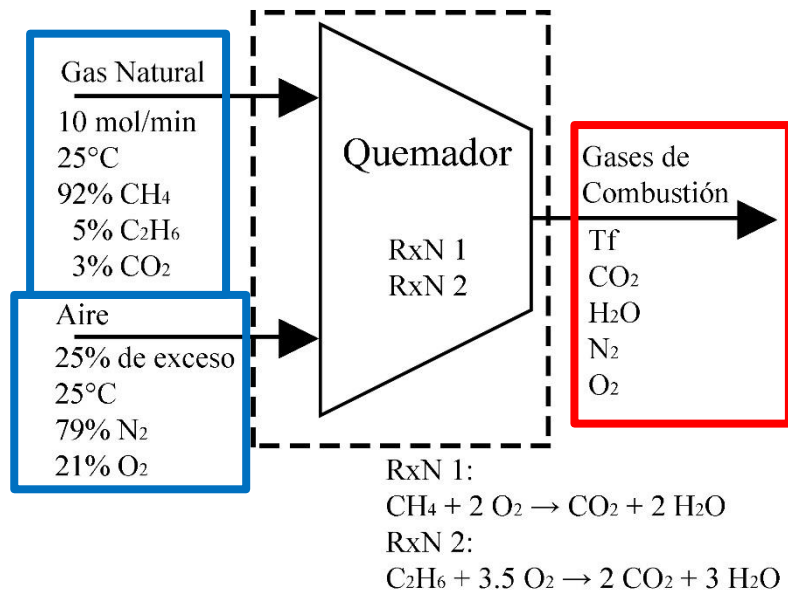 Gas Natural
10 mol/min
25°C
92% CH₄
5% C₂H₆
3% CO₂
Aire
25% de exceso
25°C
79% N₂
21% O₂
Quemador
RxN 1
RxN 2
Gases de
Combustión
Tf
CO₂
H₂O
N₂
O₂
RxN 1:
CH₄ + 2 O₂ → CO₂ + 2 H₂O
RxN 2:
C₂H₆ + 3.5 O₂ → 2 CO₂ + 3 H₂O